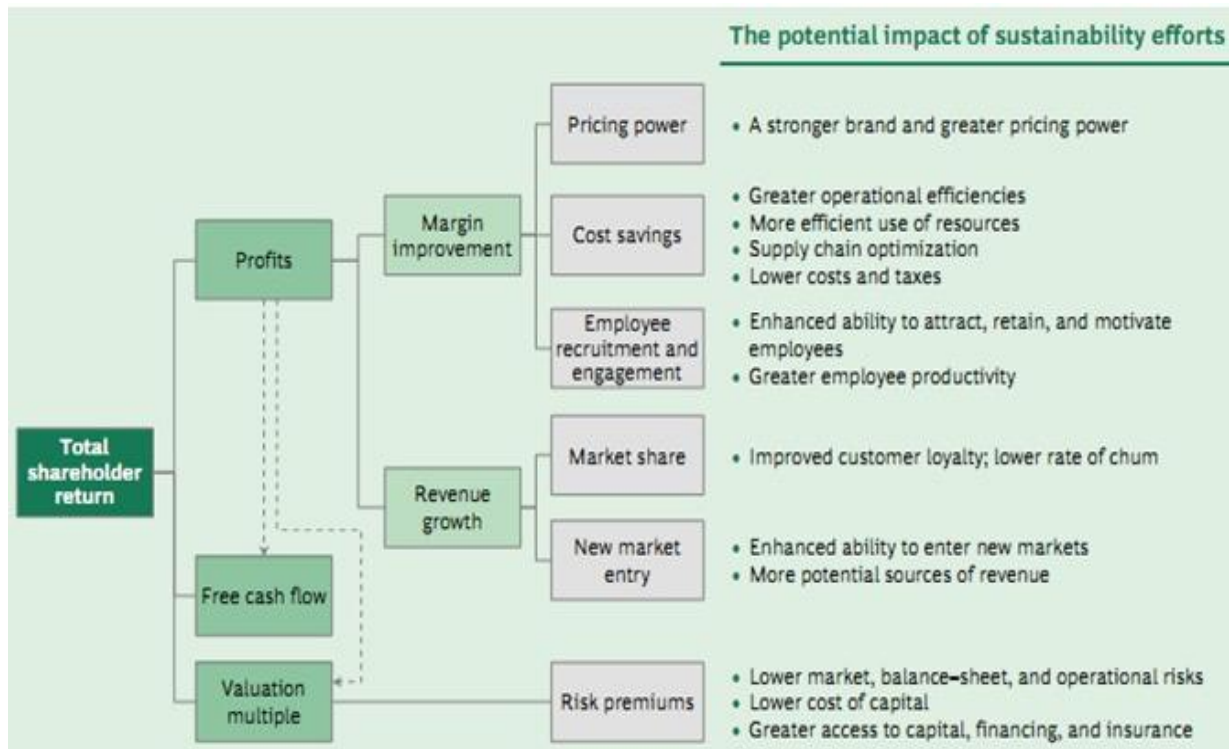 The potential impact of sustainability efforts
Pricing power
• A stronger brand and greater pricing power
Margin
improvement
Cost savings
• Greater operational efficiencies
• More efficient use of resources
• Supply chain optimization
• Lower costs and taxes
Profits
Employee
recruitment and
engagement
• Enhanced ability to attract, retain, and motivate
employees
• Greater employee productivity
Total
shareholder
return
Market share
• Improved customer loyalty; lower rate of chum
Revenue
growth
New market
entry
• Enhanced ability to enter new markets
• More potential sources of revenue
Free cash flow
Valuation
multiple
Risk premiums
• Lower market, balance–sheet, and operational risks
• Lower cost of capital
• Greater access to capital, financing, and insurance